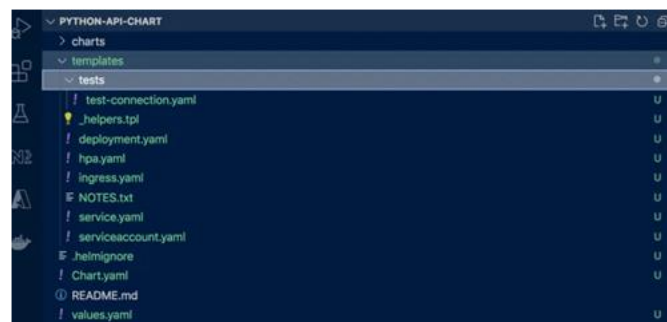 PYTHON-API-CHART
charts
templates
tests
! test-connection.yaml U
_helpers.tpl U
! deployment.yaml U
! hpa.yaml U
! ingress.yaml U
NOTES.txt U
! service.yaml U
! serviceaccount.yaml U
.helmignore U
! Chart.yaml U
README.md
! values.yaml U